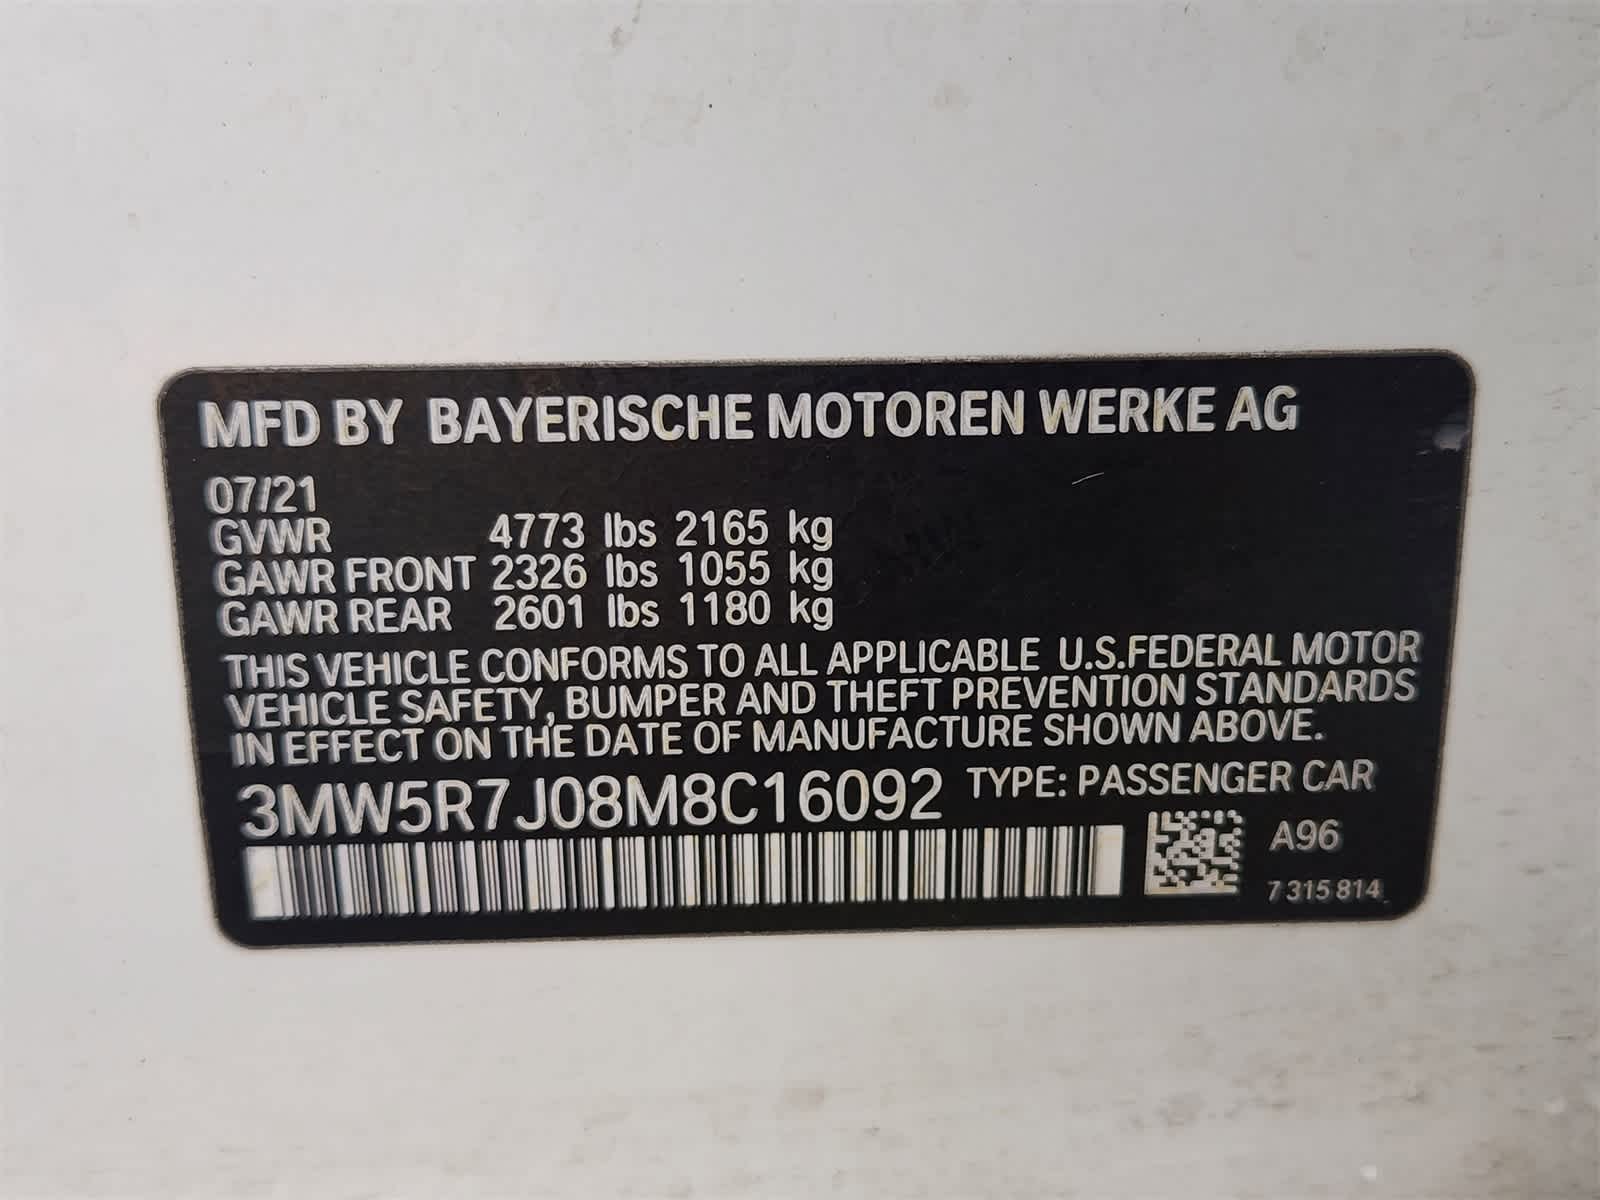 MFD BY BAYERISCHE MOTOREN WERKE AG
07/21
GVWR 4773 lbs 2165 kg
GAWR FRONT 2326 lbs 1055 kg
GAWR REAR 2601 lbs 1180 kg
THIS VEHICLE CONFORMS TO ALL APPLICABLE U.S.FEDERAL MOTOR
VEHICLE SAFETY, BUMPER AND THEFT PREVENTION STANDARDS
IN EFFECT ON THE DATE OF MANUFACTURE SHOWN ABOVE.
3MW5R7J08M8C16092 TYPE: PASSENGER CAR
A96
7 315 814